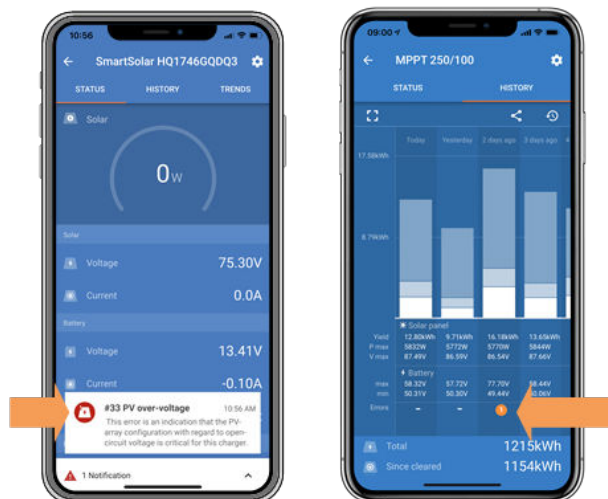 10:56
SmartSolar HQ1746GQDQ3
STATUS HISTORY TRENDS
Solar
0W
Solar
Voltage 75.30V
Current 0.0A
Battery
Voltage 13.41V
Current -0.10A
#33 PV over-voltage 10:56 AM
This error is an indication that the PV-
array configuration with regard to open-
circuit voltage is critical for this charger.
1 Notification
09:00
MPPT 250/100
STATUS HISTORY
Today Yesterday 2 days ago 3 days ago
17.58kWh
8.79kWh
Solar panel
Yield 12.80kWh 9.71kWh 16.18kWh 13.65kWh
P max 5832W 5772W 5770W 5844W
V max 87.49V 86.59V 86.54V 87.66V
Battery
max 58.32V 57.72V 77.70V 58.44V
min 50.31V 50.30V 49.44V
Errors - - 1
Total 1215kWh
Since cleared 1154kWh